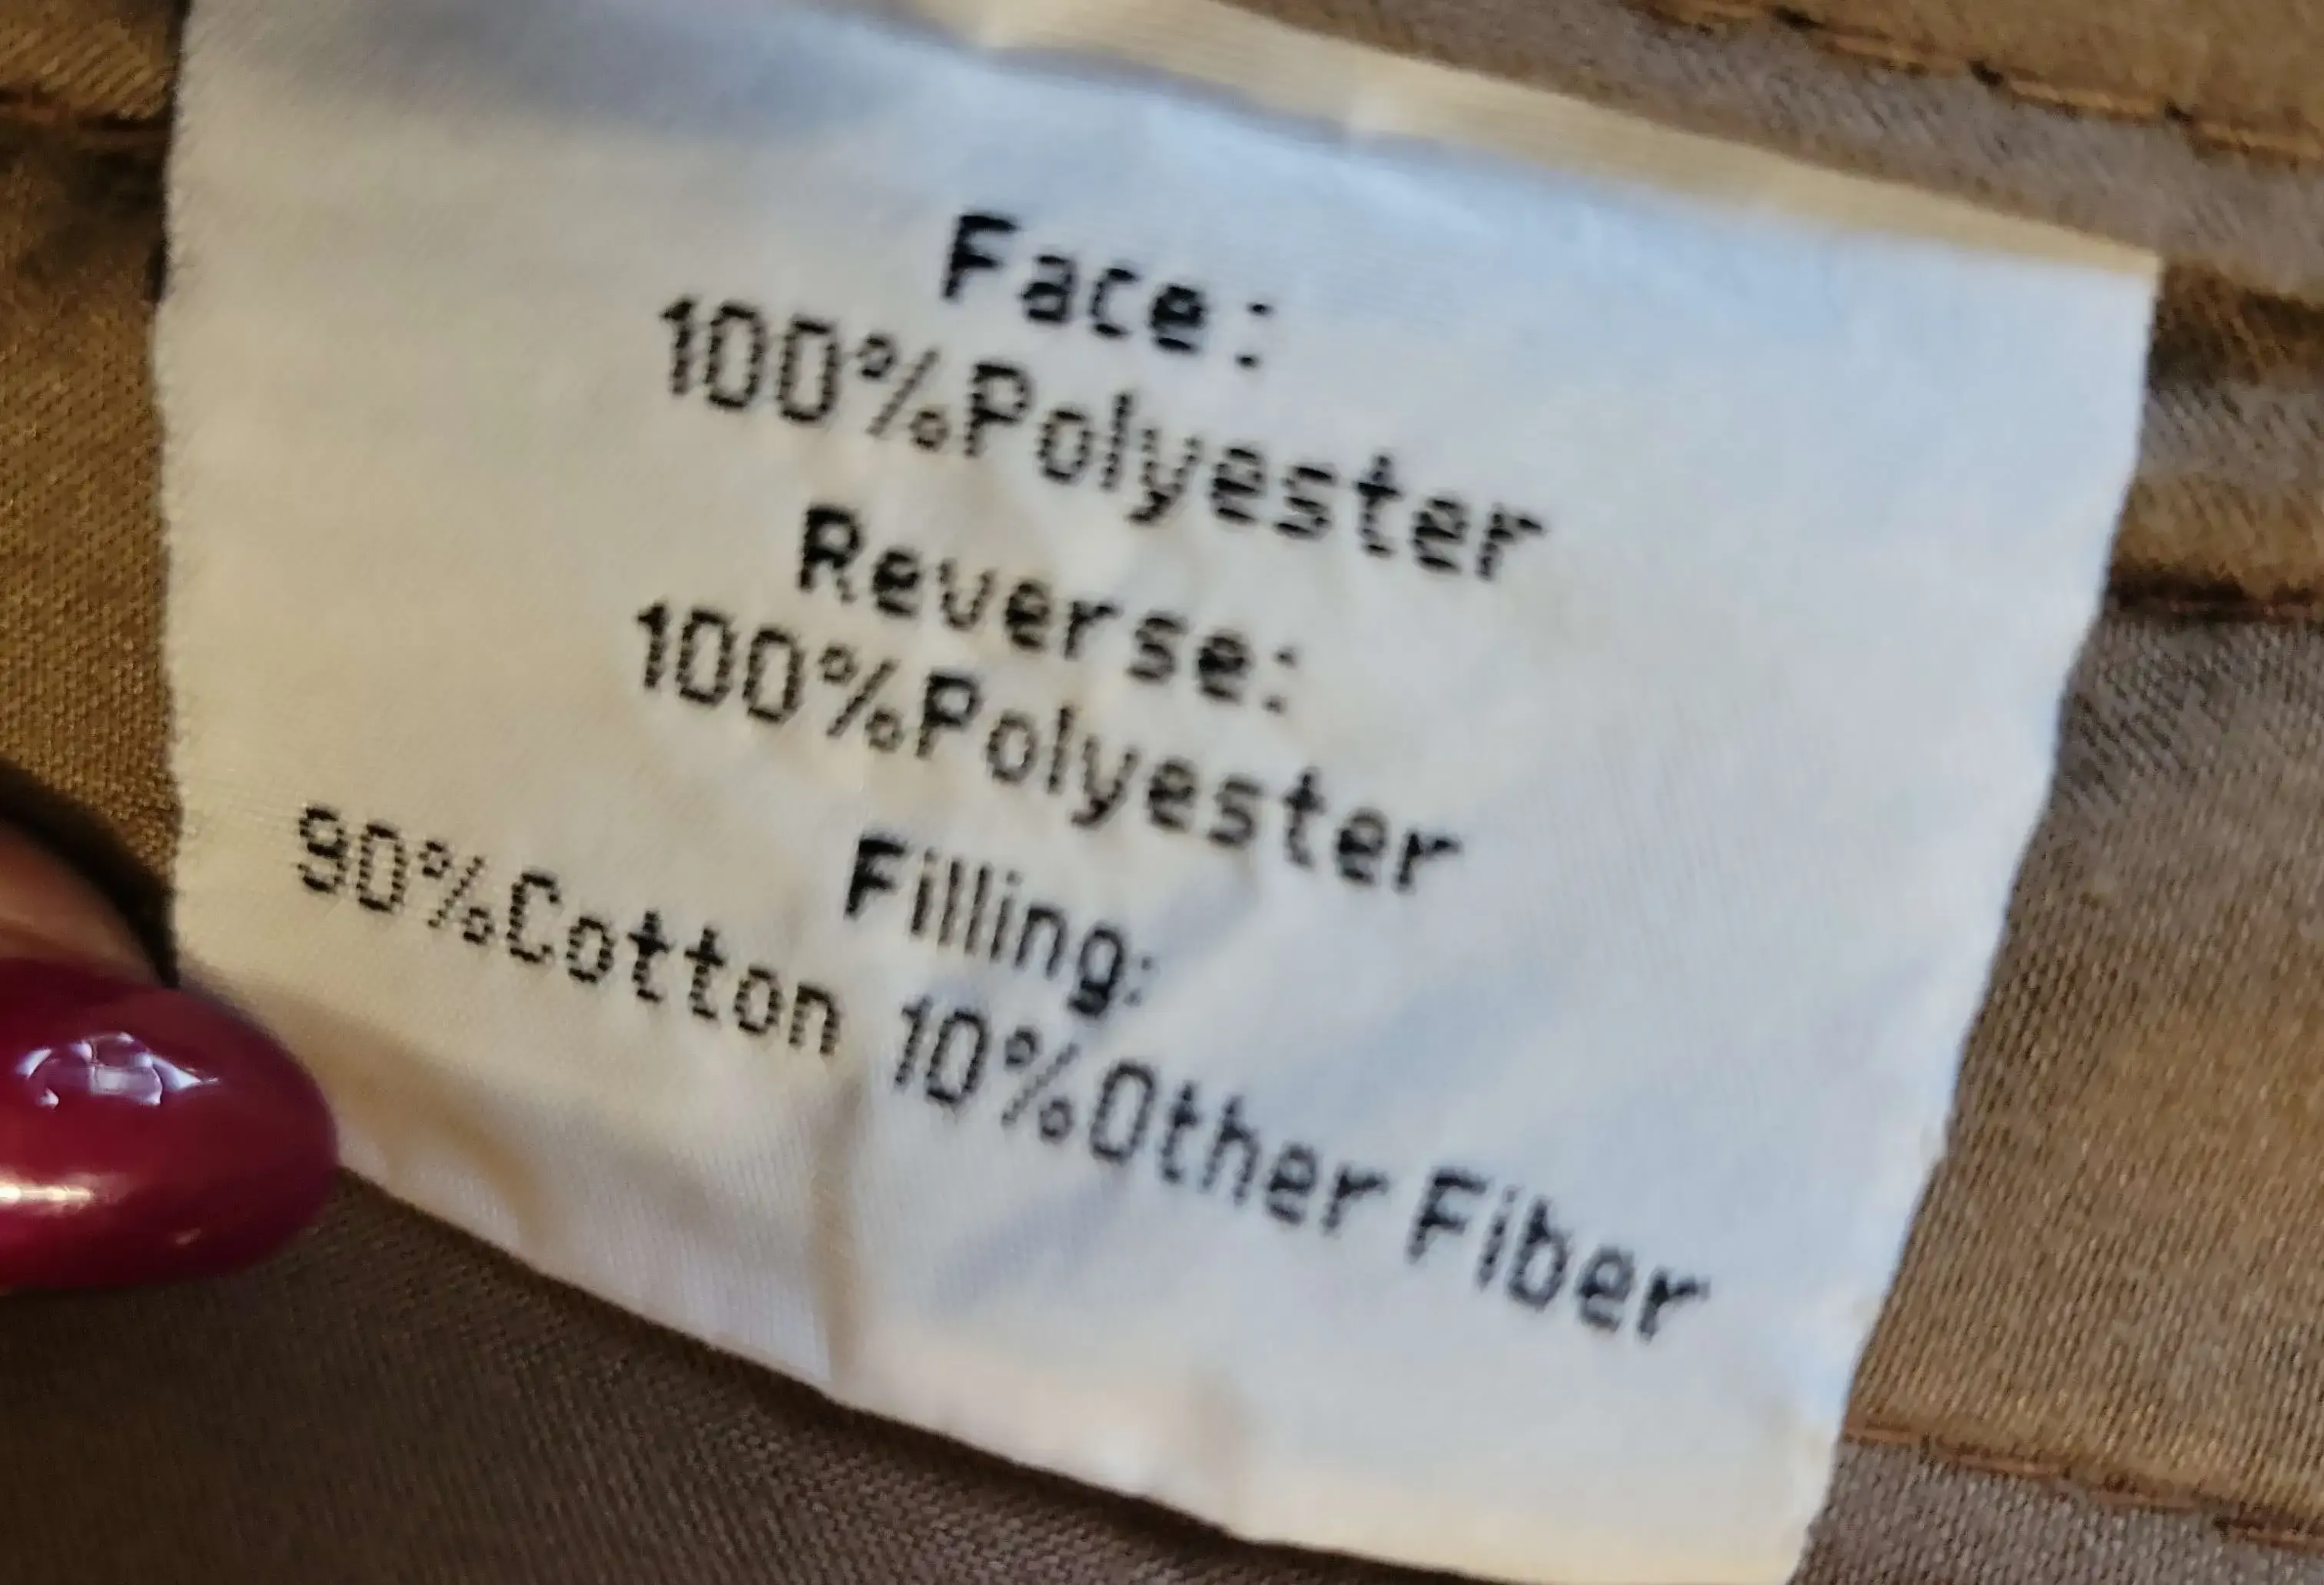 Face:
100%Polyester
Reverse:
100%Polyester
Filling:
90%Cotton 10%Other Fiber